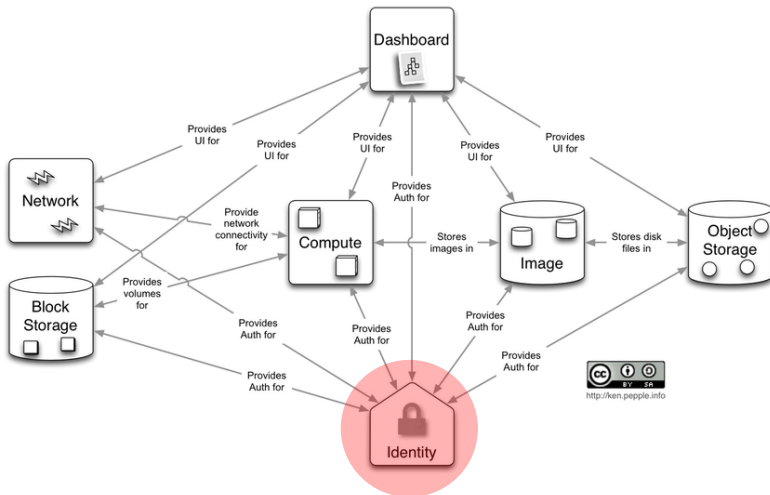 Dashboard
Provides
UI for
Provides
UI for
Provides
UI for
Provides
UI for
Provides
UI for
Provides
Auth for
Network
Provide
network
connectivity
for
Compute
Stores
images in
Image
Stores disk
files in
Object
Storage
Block
Storage
Provides
volumes
for
Provides
Auth for
Provides
Auth for
Provides
Auth for
Provides
Auth for
Provides
Auth for
Identity
cc
BY SA
http://ken.pepple.info